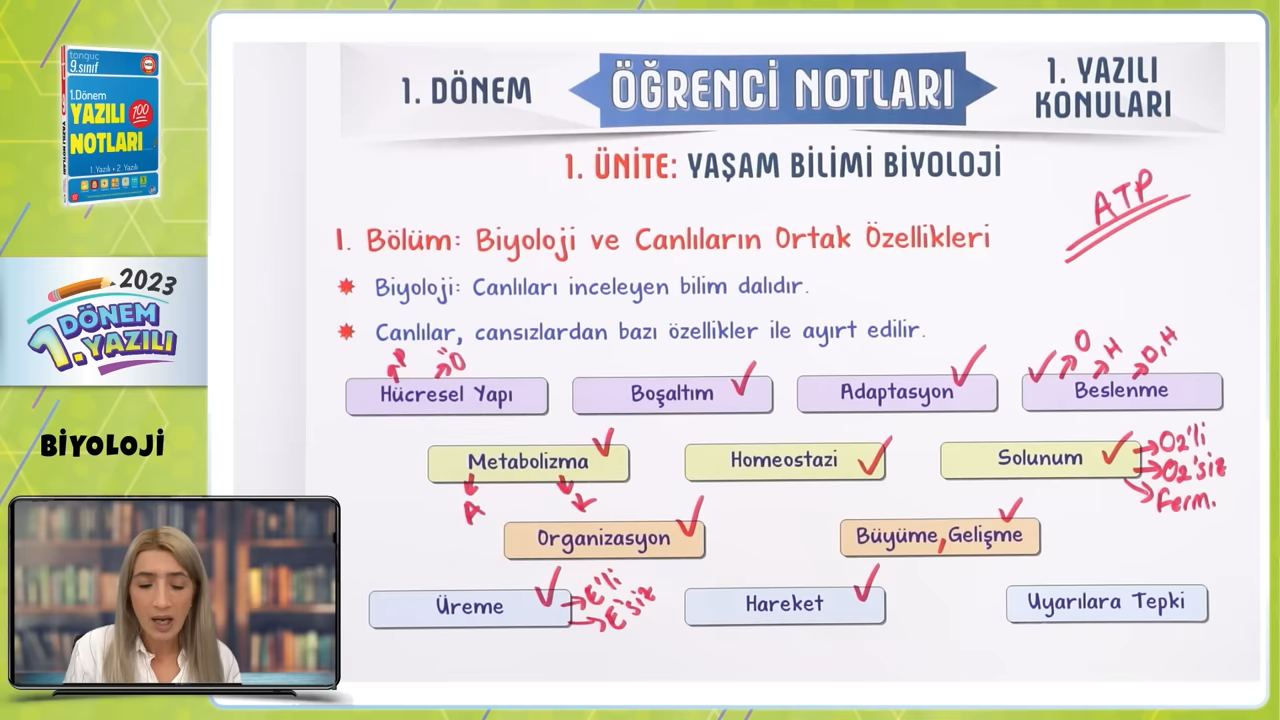 tonguç
9.sınıf
1.Dönem
YAZILI
100
NOTLARI
1.Yazılı + 2.Yazılı
YAZILI NOTLARI
2023
1. DÖNEM
YAZILI
BİYOLOJİ
1. DÖNEM
ÖĞRENCİ NOTLARI
1. YAZILI
KONULARI
1. ÜNİTE: YAŞAM BİLİMİ BİYOLOJİ
ATP
1. Bölüm: Biyoloji ve Canlıların Ortak Özellikleri
Biyoloji: Canlıları inceleyen bilim dalıdır.
Canlılar, cansızlardan bazı özellikler ile ayırt edilir.
P "Ö O H O,H
Hücresel Yapı Boşaltım Adaptasyon Beslenme
Metabolizma Homeostazi Solunum
O2'li
O2'siz
Ferm.
A Y
Organizasyon Büyüme, Gelişme
Üreme Hareket Uyarılara Tepki
E'li
E'siz